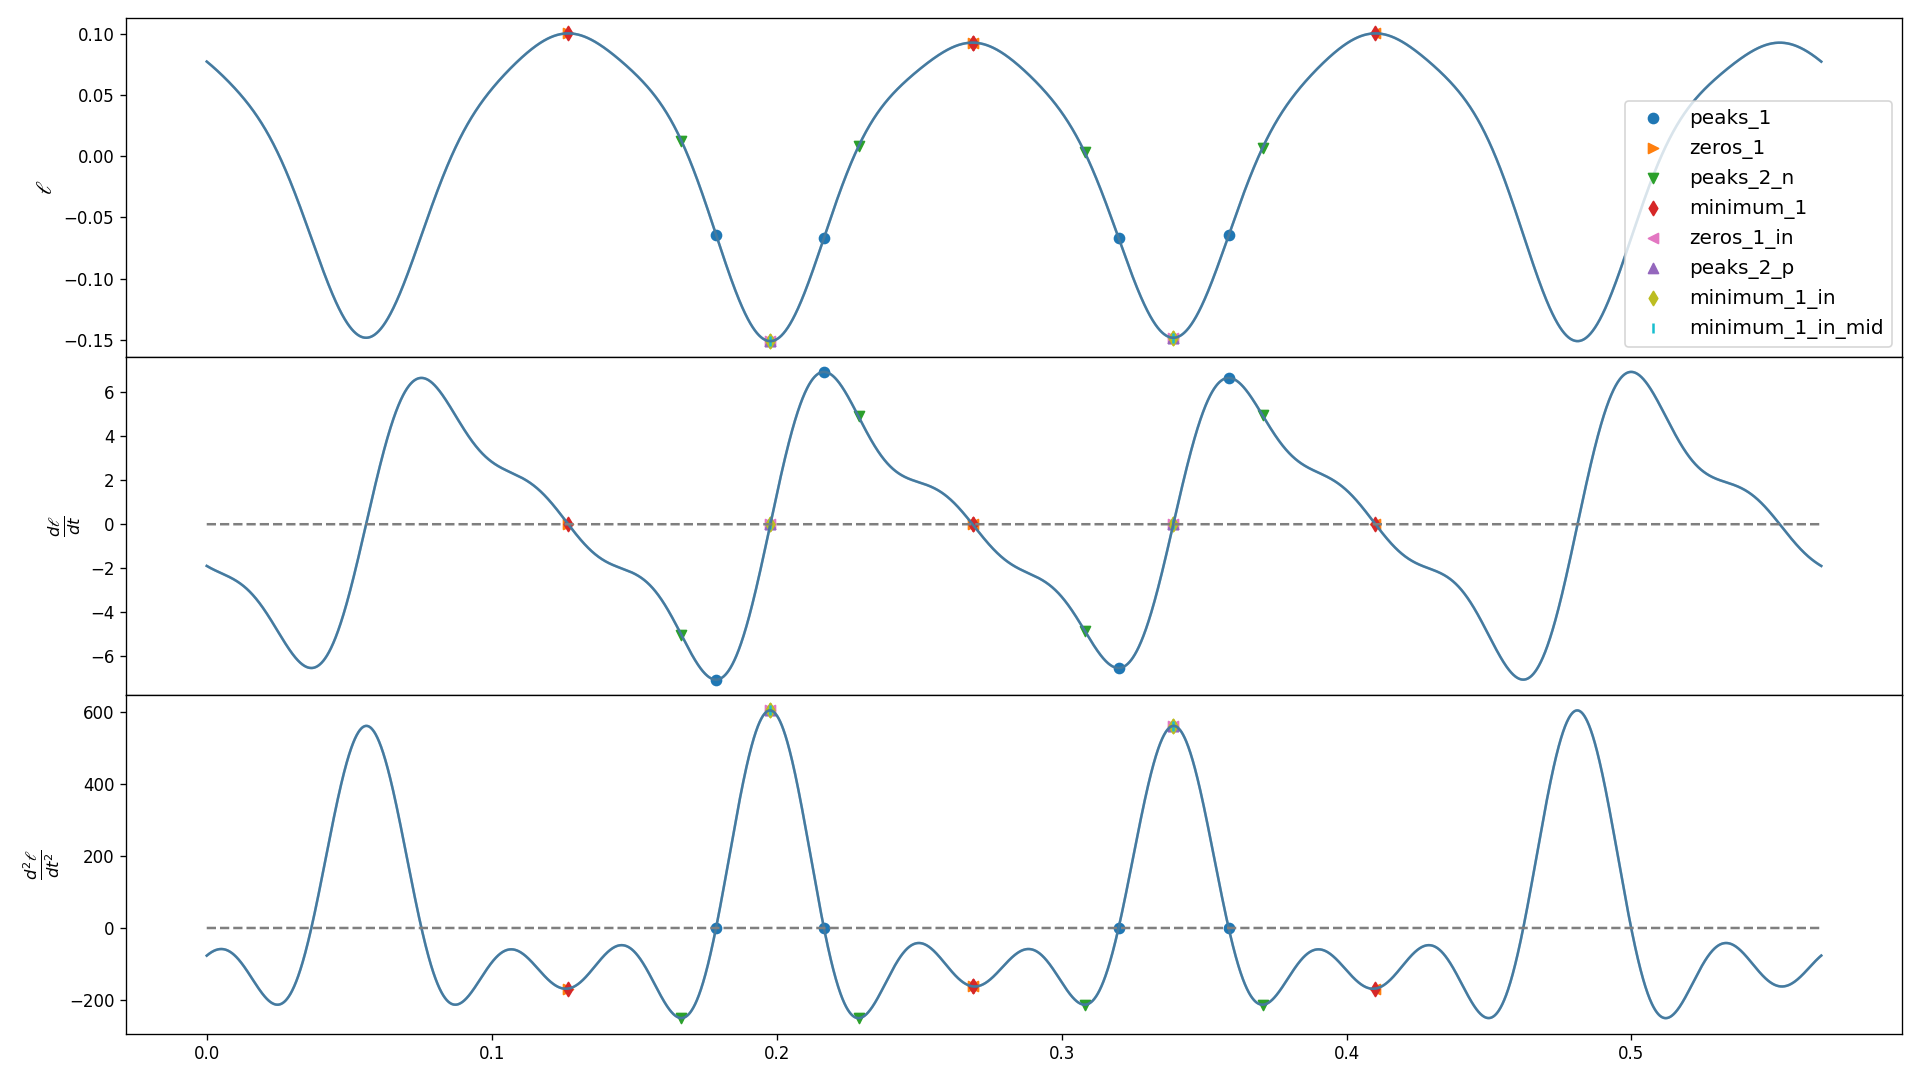 0.10
0.05
0.00
−0.05
−0.10
−0.15
ℓ
peaks_1
zeros_1
peaks_2_n
minimum_1
zeros_1_in
peaks_2_p
minimum_1_in
minimum_1_in_mid
6
4
2
0
−2
−4
−6
dℓ
dt
600
400
200
0
−200
d²ℓ
dt²
0.0 0.1 0.2 0.3 0.4 0.5